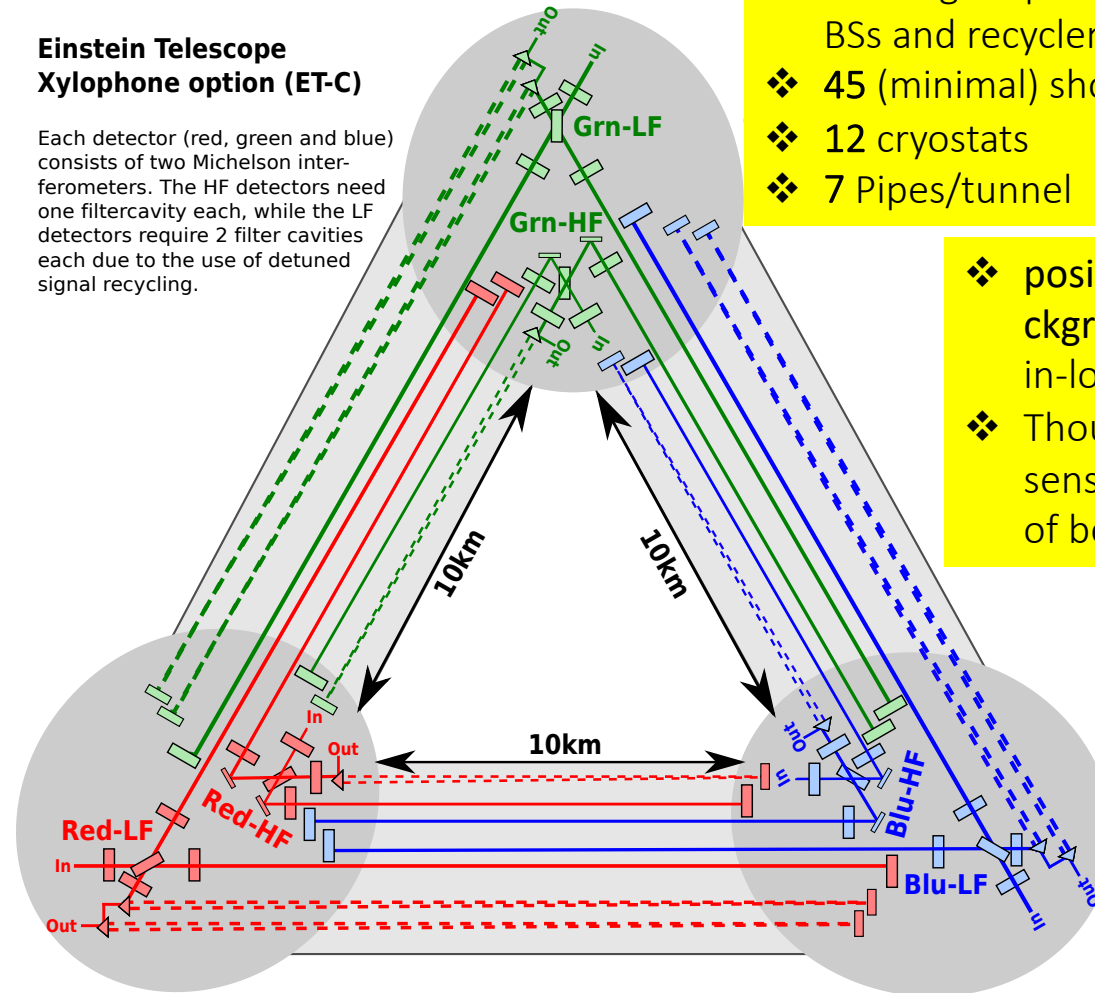 Einstein Telescope
Xylophone option (ET-C)
Each detector (red, green and blue)
consists of two Michelson inter-
ferometers. The HF detectors need
one filtercavity each, while the LF
detectors require 2 filter cavities
each due to the use of detuned
signal recycling.
BSs and recycler
❖ 45 (minimal) sho
❖ 12 cryostats
❖ 7 Pipes/tunnel
❖ posi
ckgr
in-lo
❖ Thou
sens
of be
Out
In
Grn-LF
Grn-HF
Out
In
10km
10km
10km
In
Out
Red-HF
Red-LF
In
Out
Out
In
Blu-HF
Blu-LF
In
Out